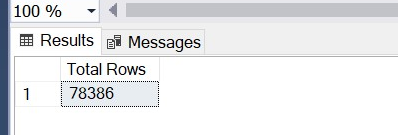 100 %
Results Messages
Total Rows
1 78386